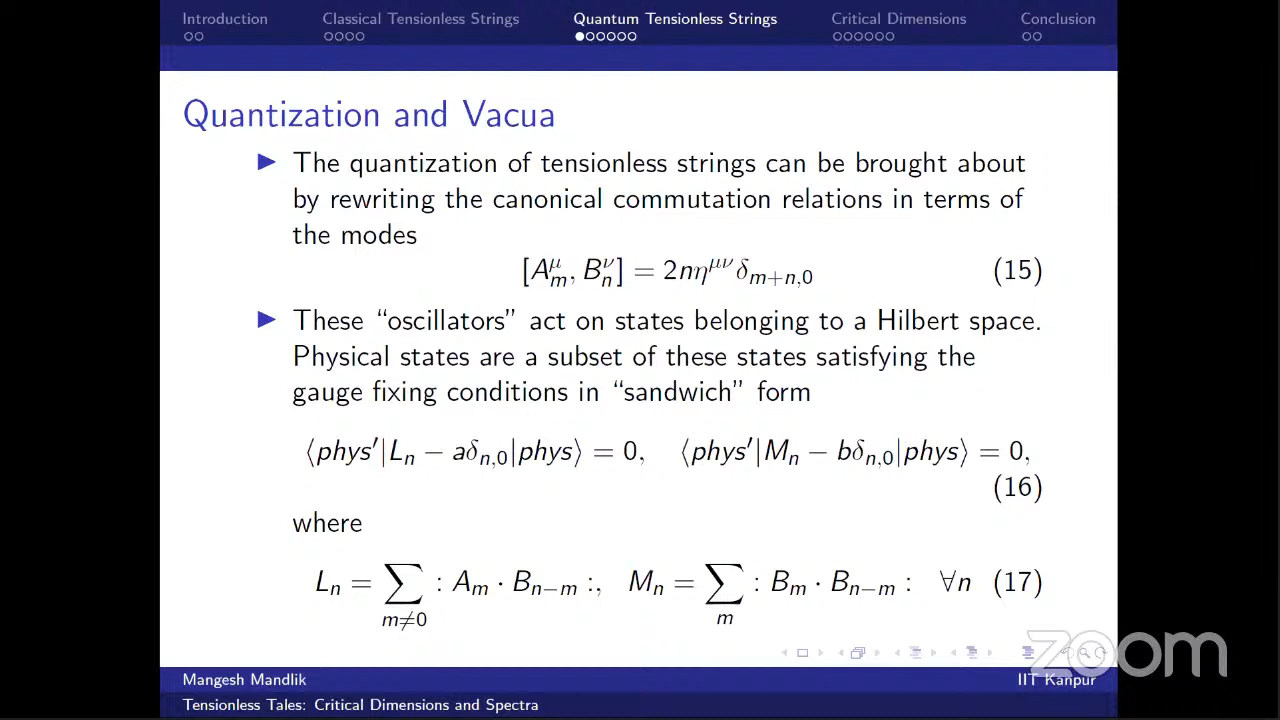 Introduction Classical Tensionless Strings Quantum Tensionless Strings Critical Dimensions Conclusion
Quantization and Vacua
▶ The quantization of tensionless strings can be brought about
by rewriting the canonical commutation relations in terms of
the modes
[A_m^μ, B_n^ν] = 2nη^{μν}δ_{m+n,0} (15)
▶ These “oscillators” act on states belonging to a Hilbert space.
Physical states are a subset of these states satisfying the
gauge fixing conditions in “sandwich” form
⟨phys′|L_n − aδ_{n,0}|phys⟩ = 0, ⟨phys′|M_n − bδ_{n,0}|phys⟩ = 0,
(16)
where
L_n = ∑_{m≠0} : A_m · B_{n−m} :, M_n = ∑_m : B_m · B_{n−m} : ∀n (17)
zoom
Mangesh Mandlik IIT Kanpur
Tensionless Tales: Critical Dimensions and Spectra